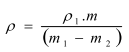 ρ = ρ₁.m / (m₁ − m₂)